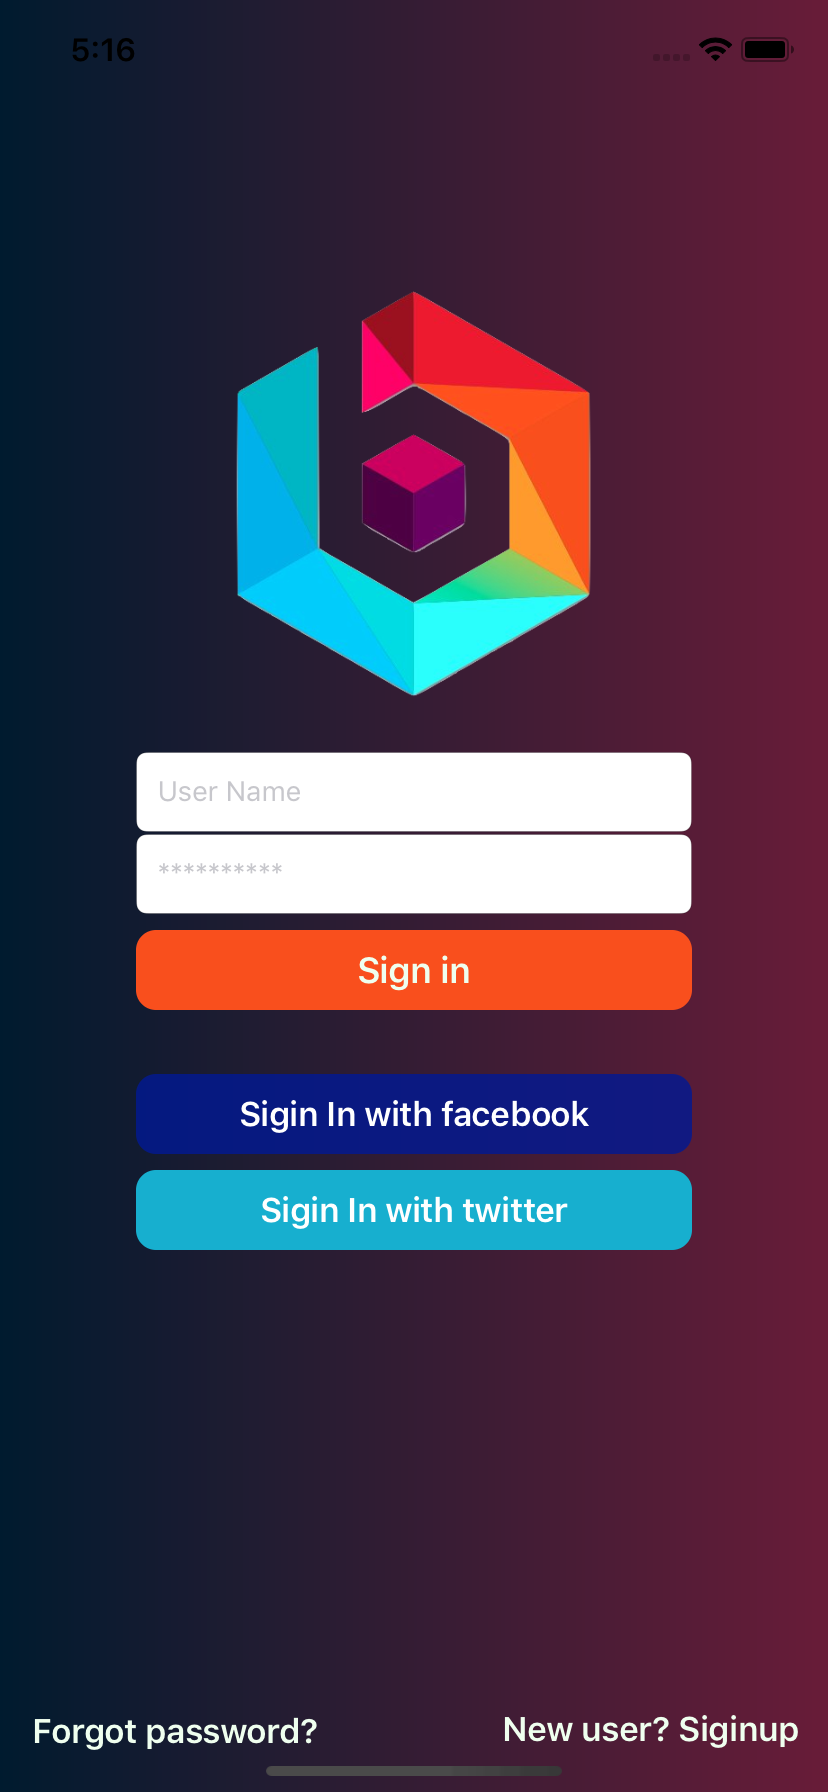 5:16
User Name
**********
Sign in
Sigin In with facebook
Sigin In with twitter
Forgot password?
New user? Siginup